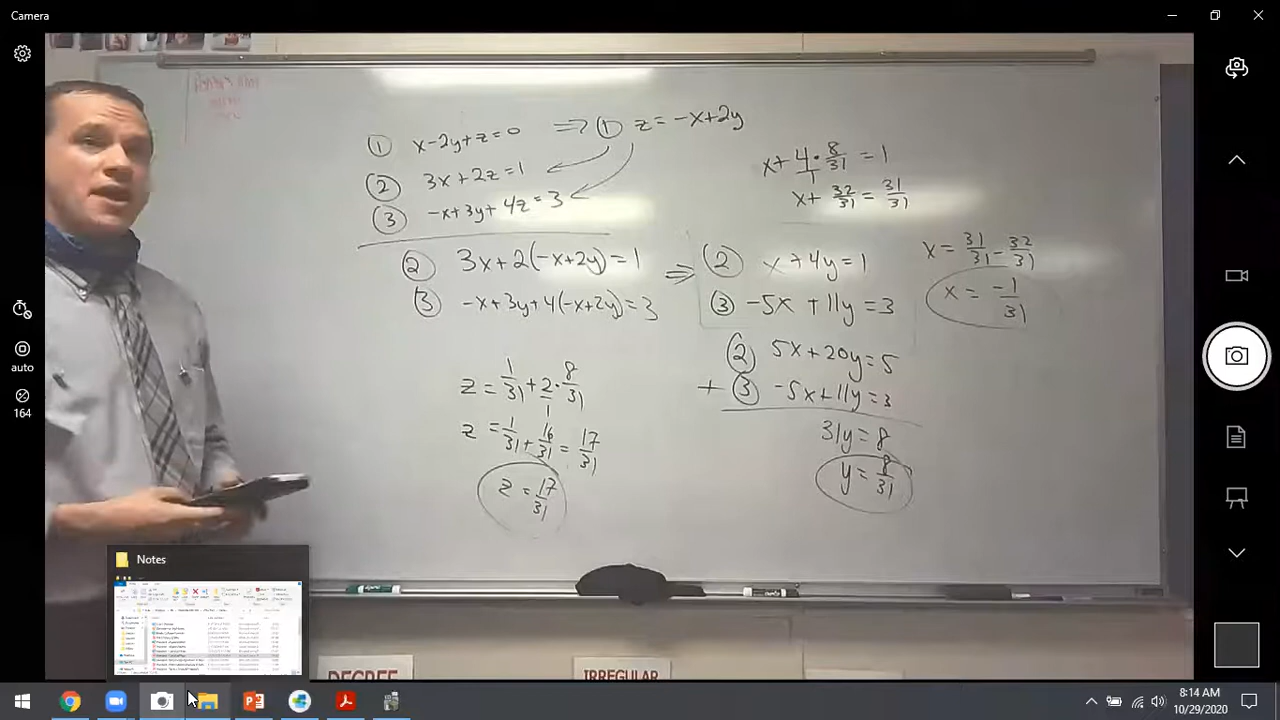 Camera
① x-2y+z=0 ⇒ ① z = -x+2y
② 3x+2z=1
③ -x+3y+4z=3
② 3x+2(-x+2y)=1
③ -x+3y+4(-x+2y)=3
⇒ ② x+4y=1
③ -5x +11y=3
② 5x+20y=5
+ ③ -5x+11y=3
31y=8
y=8/31
x+4/1•8/31=1
x+32/31=31/31
x=31/31-32/31
x=-1/31
z=1/31+2/1•8/31
z=1/31+16/31=17/31
z=17/31
auto
164
Notes
DEGREE
IRREGULAR
8:14 AM
10/29/2020